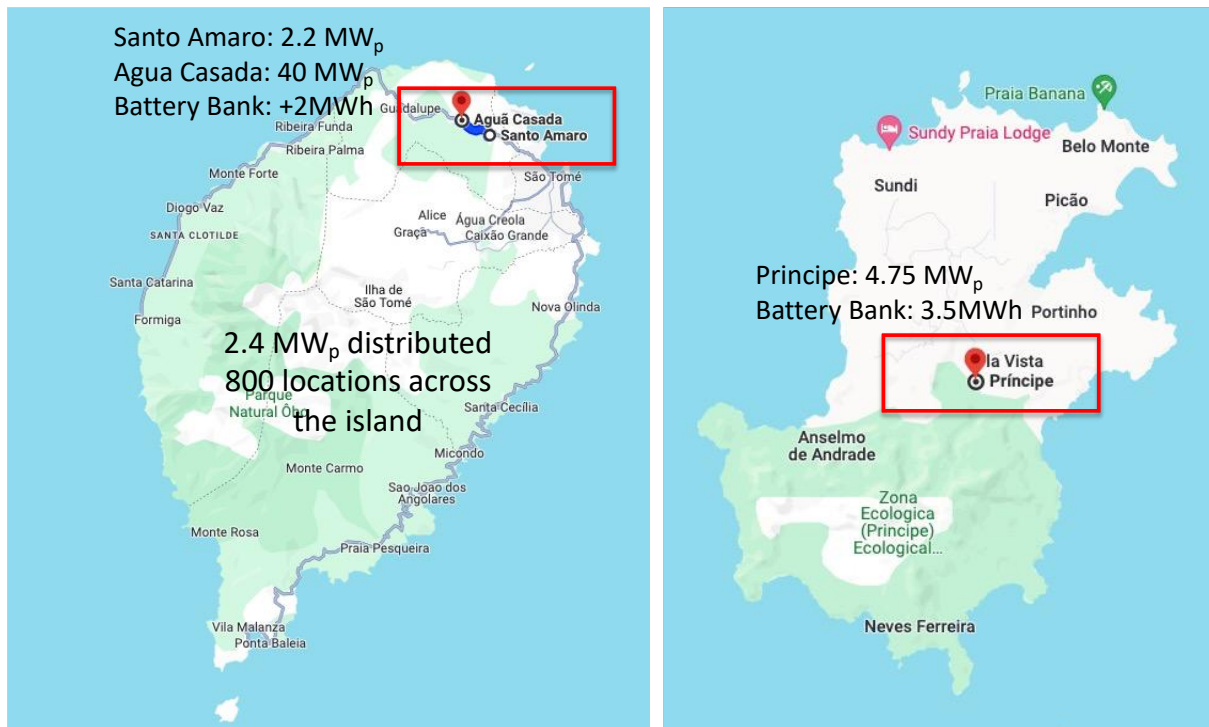 Santo Amaro: 2.2 MWp
Agua Casada: 40 MWp
Battery Bank: +2MWh
Guadalupe
Aguã Casada
Santo Amaro
Ribeira Funda
Ribeira Palma
Monte Forte
São Tomé
Diogo Vaz
Alice
Água Creola
SANTA CLOTILDE
Graça
Caixão Grande
Santa Catarina
Ilha de
São Tomé
Nova Olinda
Formiga
2.4 MWp distributed
800 locations across
the island
Parque
Natural Ôbo
Santa Cecília
Micondo
Monte Carmo
Sao Joao dos
Angolares
Monte Rosa
Praia Pesqueira
Vila Malanza
Ponta Baleia
Praia Banana
Sundy Praia Lodge
Belo Monte
Sundi
Picão
Principe: 4.75 MWp
Battery Bank: 3.5MWh
Portinho
la Vista
Príncipe
Anselmo
de Andrade
Zona
Ecologica
(Principe)
Ecological...
Neves Ferreira